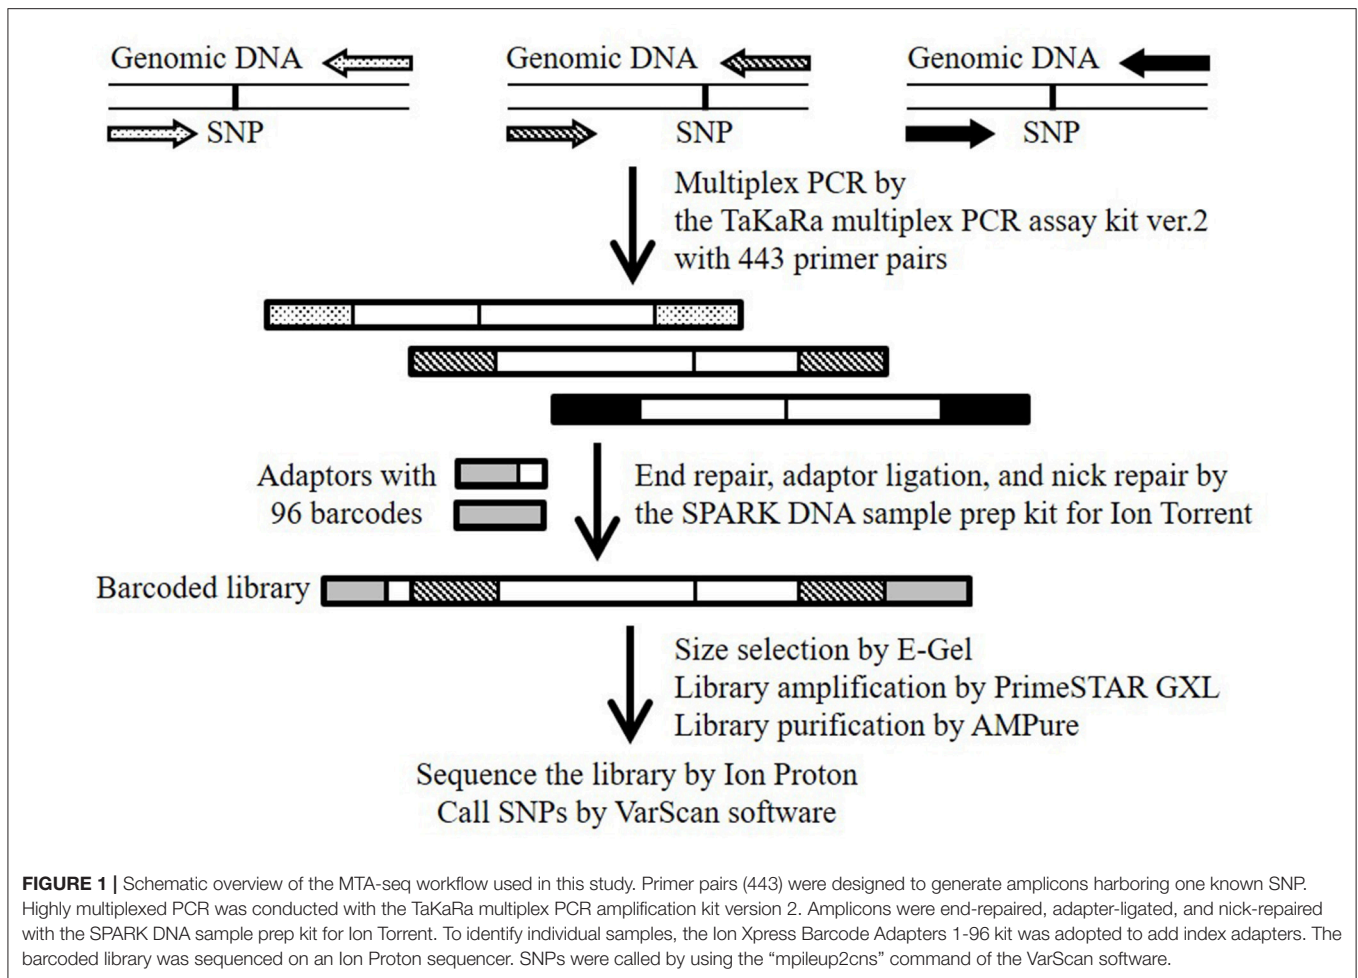 Genomic DNA
Genomic DNA
Genomic DNA
SNP
SNP
SNP
Multiplex PCR by
the TaKaRa multiplex PCR assay kit ver.2
with 443 primer pairs
Adaptors with
96 barcodes
End repair, adaptor ligation, and nick repair by
the SPARK DNA sample prep kit for Ion Torrent
Barcoded library
Size selection by E-Gel
Library amplification by PrimeSTAR GXL
Library purification by AMPure
Sequence the library by Ion Proton
Call SNPs by VarScan software
FIGURE 1 | Schematic overview of the MTA-seq workflow used in this study. Primer pairs (443) were designed to generate amplicons harboring one known SNP.
Highly multiplexed PCR was conducted with the TaKaRa multiplex PCR amplification kit version 2. Amplicons were end-repaired, adapter-ligated, and nick-repaired
with the SPARK DNA sample prep kit for Ion Torrent. To identify individual samples, the Ion Xpress Barcode Adapters 1-96 kit was adopted to add index adapters. The
barcoded library was sequenced on an Ion Proton sequencer. SNPs were called by using the “mpileup2cns” command of the VarScan software.